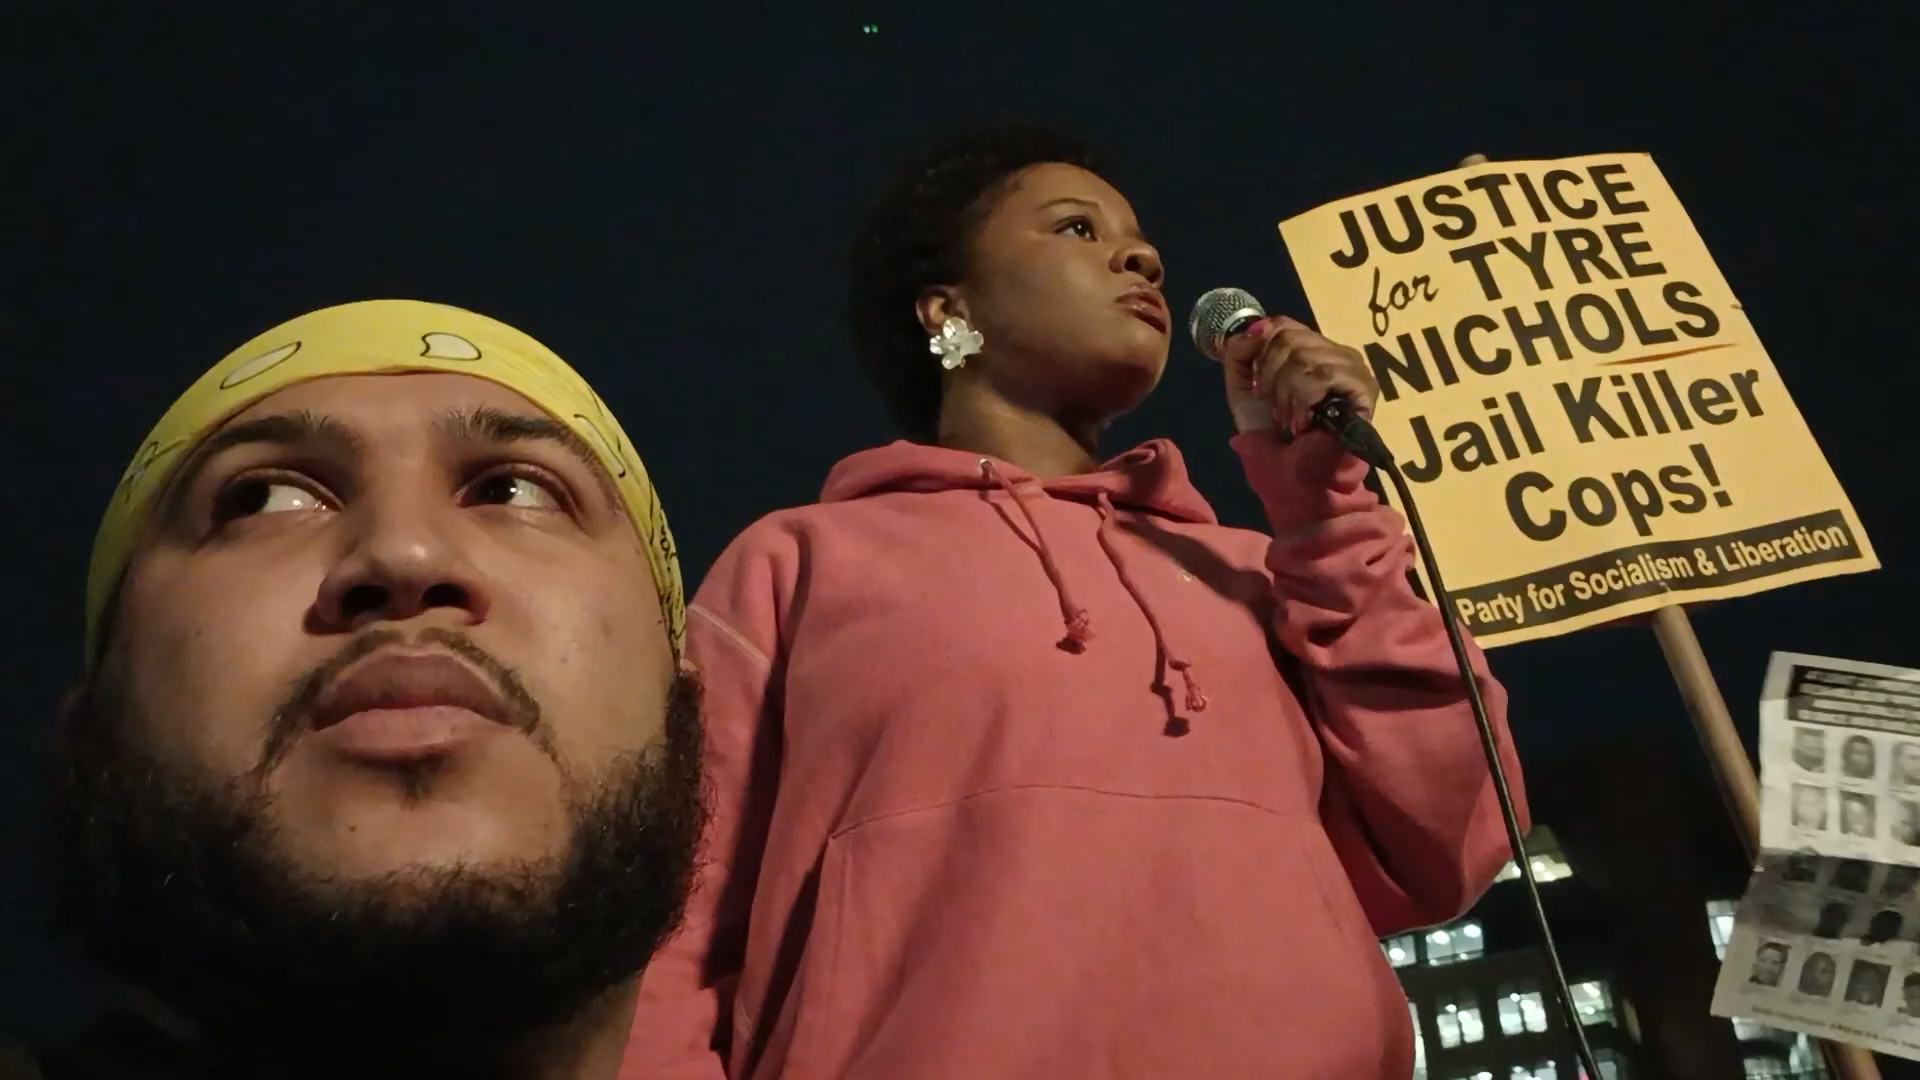 JUSTICE
for TYRE
NICHOLS
Jail Killer
Cops!
Party for Socialism & Liberation